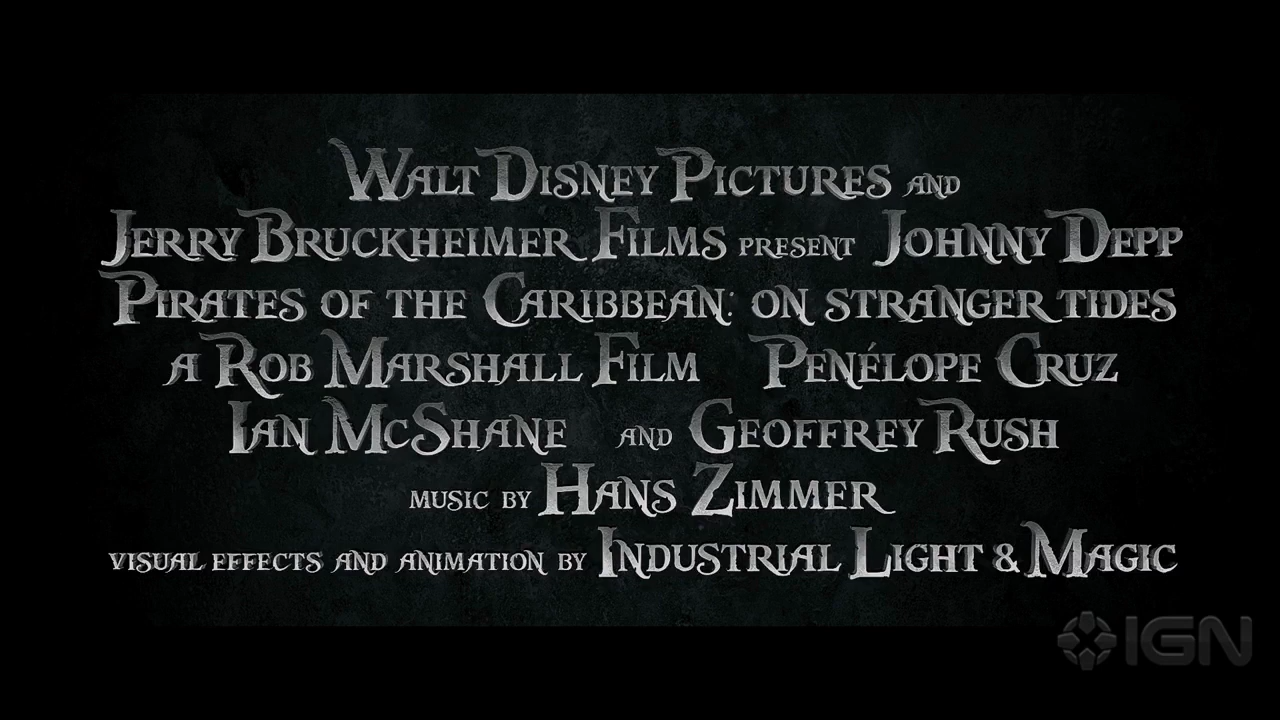 Walt Disney Pictures and
Jerry Bruckheimer Films present Johnny Depp
Pirates of the Caribbean: on stranger tides
a Rob Marshall Film Penélope Cruz
Ian McShane and Geoffrey Rush
music by Hans Zimmer
visual effects and animation by Industrial Light & Magic
IGN